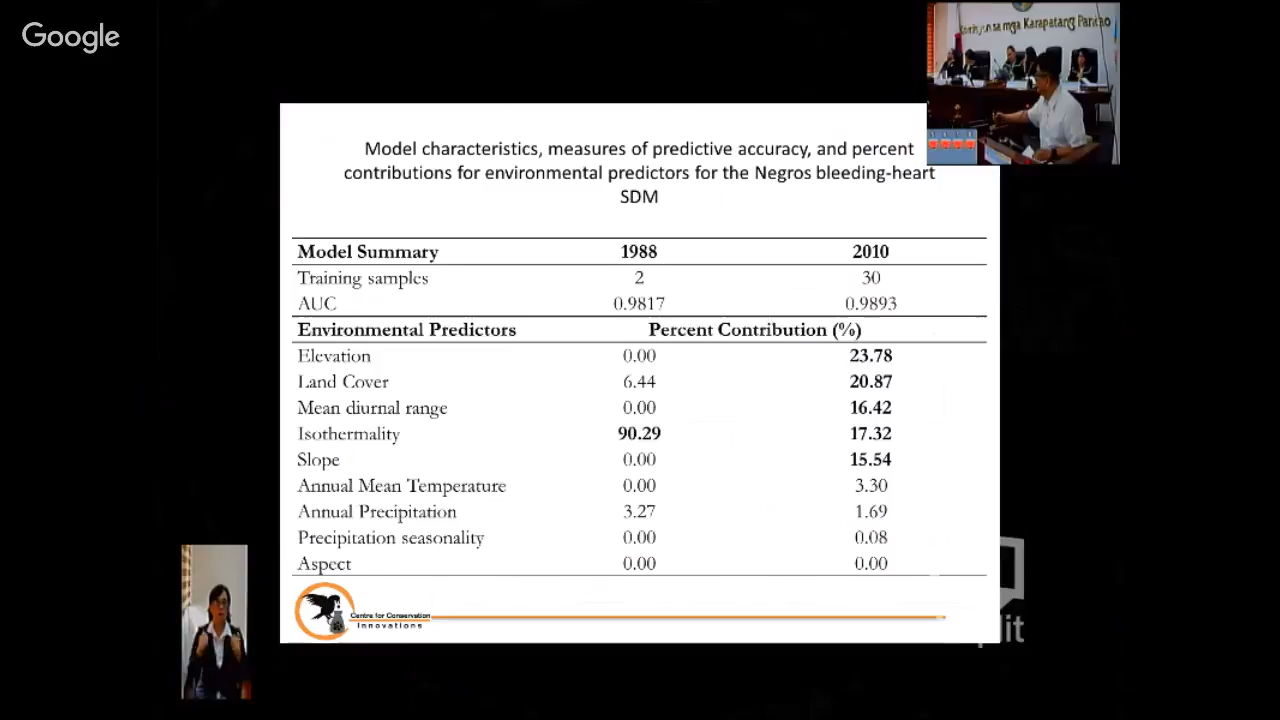 Google
sa mga Karapatang Pantao
Model characteristics, measures of predictive accuracy, and percent
contributions for environmental predictors for the Negros bleeding-heart
SDM
Model Summary 1988 2010
Training samples 2 30
AUC 0.9817 0.9893
Environmental Predictors Percent Contribution (%)
Elevation 0.00 23.78
Land Cover 6.44 20.87
Mean diurnal range 0.00 16.42
Isothermality 90.29 17.32
Slope 0.00 15.54
Annual Mean Temperature 0.00 3.30
Annual Precipitation 3.27 1.69
Precipitation seasonality 0.00 0.08
Aspect 0.00 0.00
Centre for Conservation
Innovations